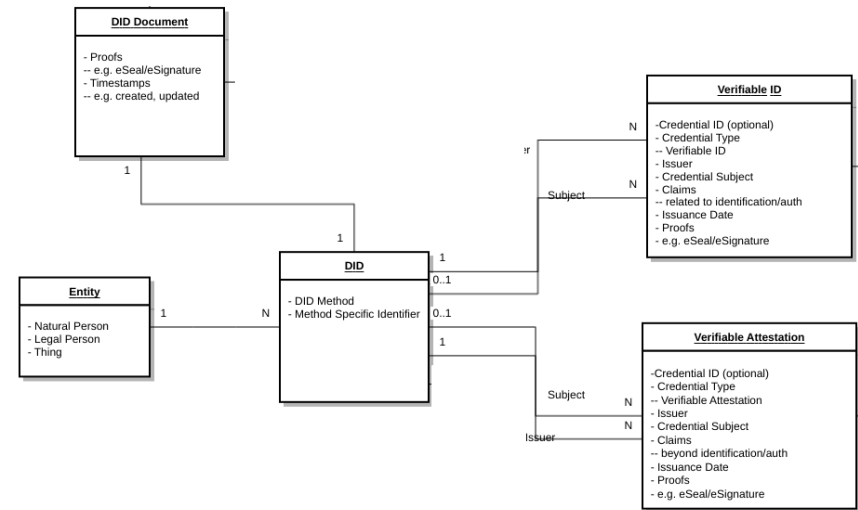 DID Document
- Proofs
-- e.g. eSeal/eSignature
- Timestamps
-- e.g. created, updated
1
1
Entity
- Natural Person
- Legal Person
- Thing
1
N
DID
- DID Method
- Method Specific Identifier
1
0..1
0..1
1
er
Subject
N
N
Verifiable ID
-Credential ID (optional)
- Credential Type
-- Verifiable ID
- Issuer
- Credential Subject
- Claims
-- related to identification/auth
- Issuance Date
- Proofs
- e.g. eSeal/eSignature
Subject
Issuer
N
N
Verifiable Attestation
-Credential ID (optional)
- Credential Type
-- Verifiable Attestation
- Issuer
- Credential Subject
- Claims
-- beyond identification/auth
- Issuance Date
- Proofs
- e.g. eSeal/eSignature